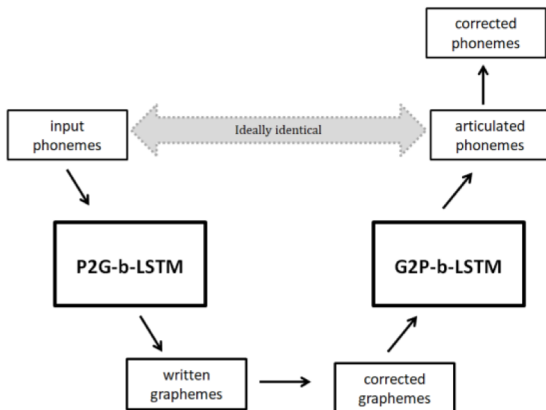 corrected
phonemes
input
phonemes
Ideally identical
articulated
phonemes
P2G-b-LSTM
G2P-b-LSTM
written
graphemes
corrected
graphemes